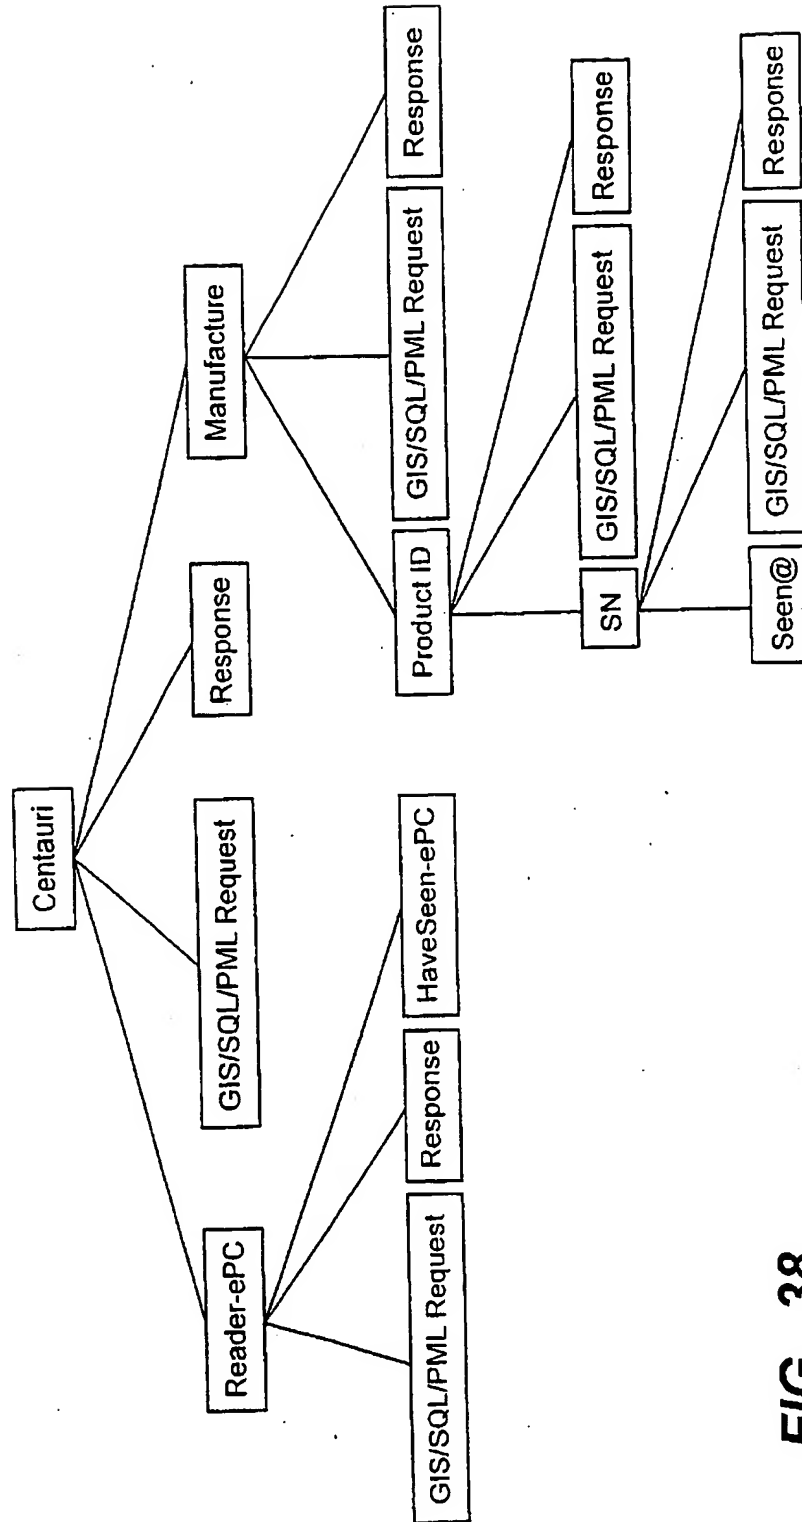 Centauri
Reader-ePC
GIS/SQL/PML Request
Response
Manufacture
GIS/SQL/PML Request
Response
HaveSeen-ePC
Product ID
GIS/SQL/PML Request
Response
SN
GIS/SQL/PML Request
Response
Seen@
GIS/SQL/PML Request
Response
FIG. 38